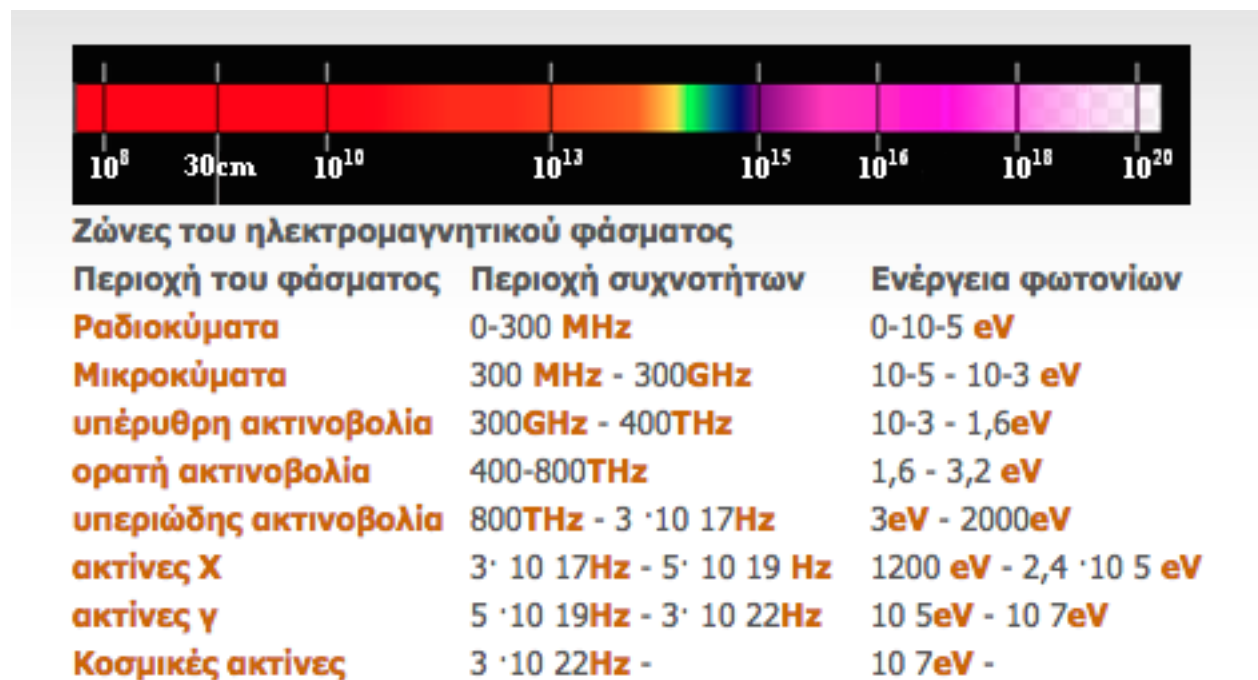 10⁸ 30cm 10¹⁰ 10¹³ 10¹⁵ 10¹⁶ 10¹⁸ 10²⁰
Ζώνες του ηλεκτρομαγνητικού φάσματος
Περιοχή του φάσματος Περιοχή συχνοτήτων Ενέργεια φωτονίων
Ραδιοκύματα 0-300 MHz 0-10-5 eV
Μικροκύματα 300 MHz - 300GHz 10-5 - 10-3 eV
υπέρυθρη ακτινοβολία 300GHz - 400THz 10-3 - 1,6eV
ορατή ακτινοβολία 400-800THz 1,6 - 3,2 eV
υπεριώδης ακτινοβολία 800THz - 3 ·10 17Hz 3eV - 2000eV
ακτίνες Χ 3· 10 17Hz - 5· 10 19 Hz 1200 eV - 2,4 ·10 5 eV
ακτίνες γ 5 ·10 19Hz - 3· 10 22Hz 10 5eV - 10 7eV
Κοσμικές ακτίνες 3 ·10 22Hz - 10 7eV -